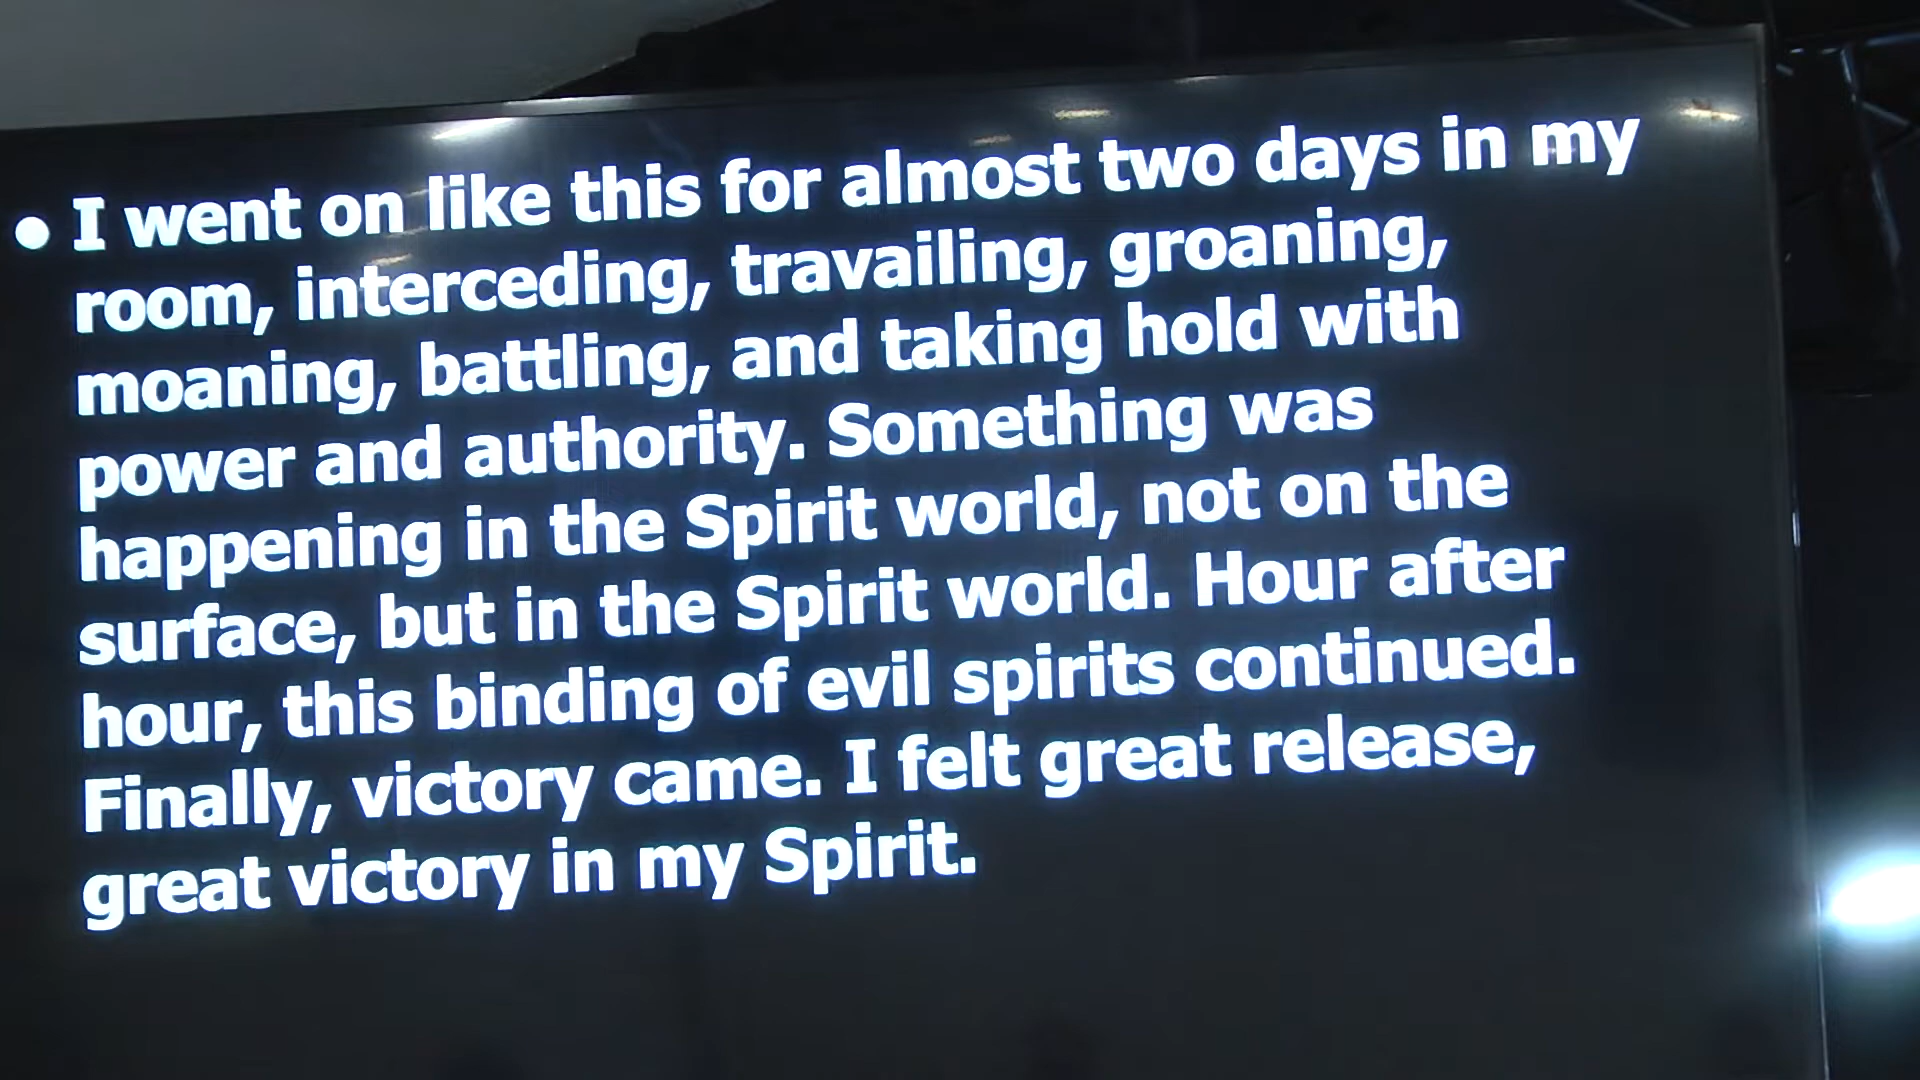 • I went on like this for almost two days in my
room, interceding, travailing, groaning,
moaning, battling, and taking hold with
power and authority. Something was
happening in the Spirit world, not on the
surface, but in the Spirit world. Hour after
hour, this binding of evil spirits continued.
Finally, victory came. I felt great release,
great victory in my Spirit.